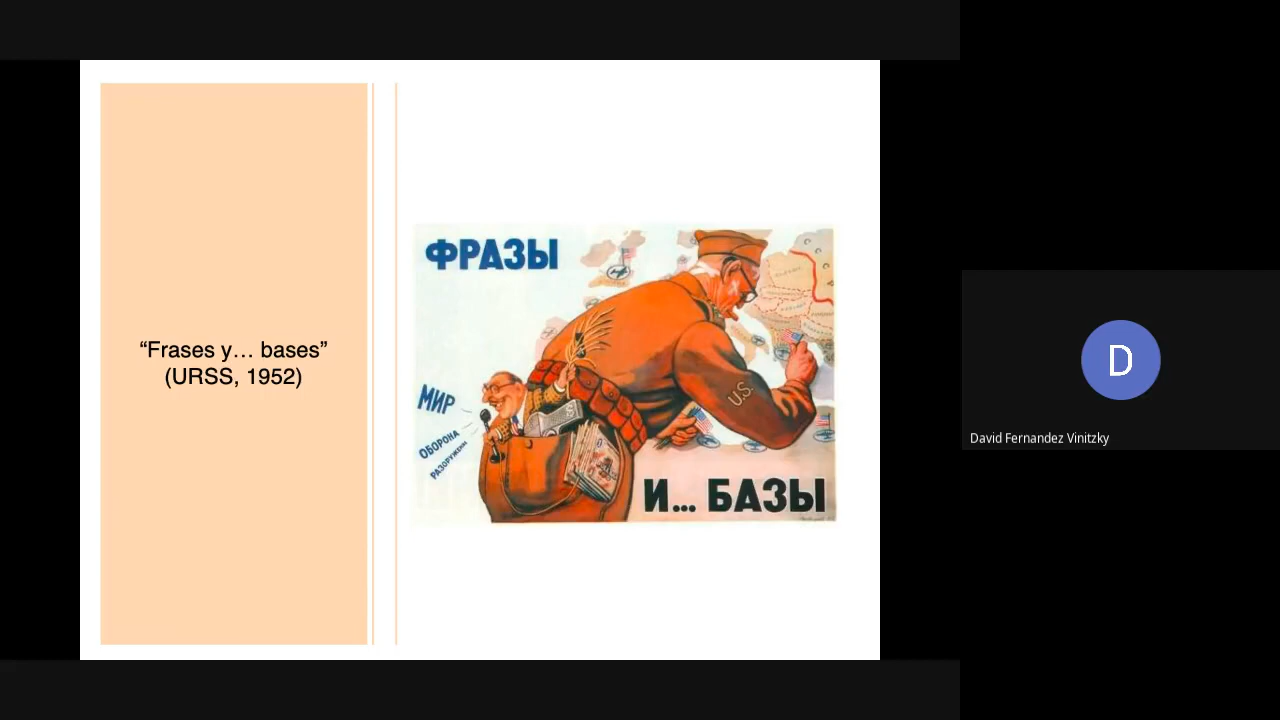 “Frases y... bases”
(URSS, 1952)
ФРАЗЫ
МИР
ОБОРОНА
РАЗОРУЖЕНИ
U.S.
И... БАЗЫ
D
David Fernandez Vinitzky